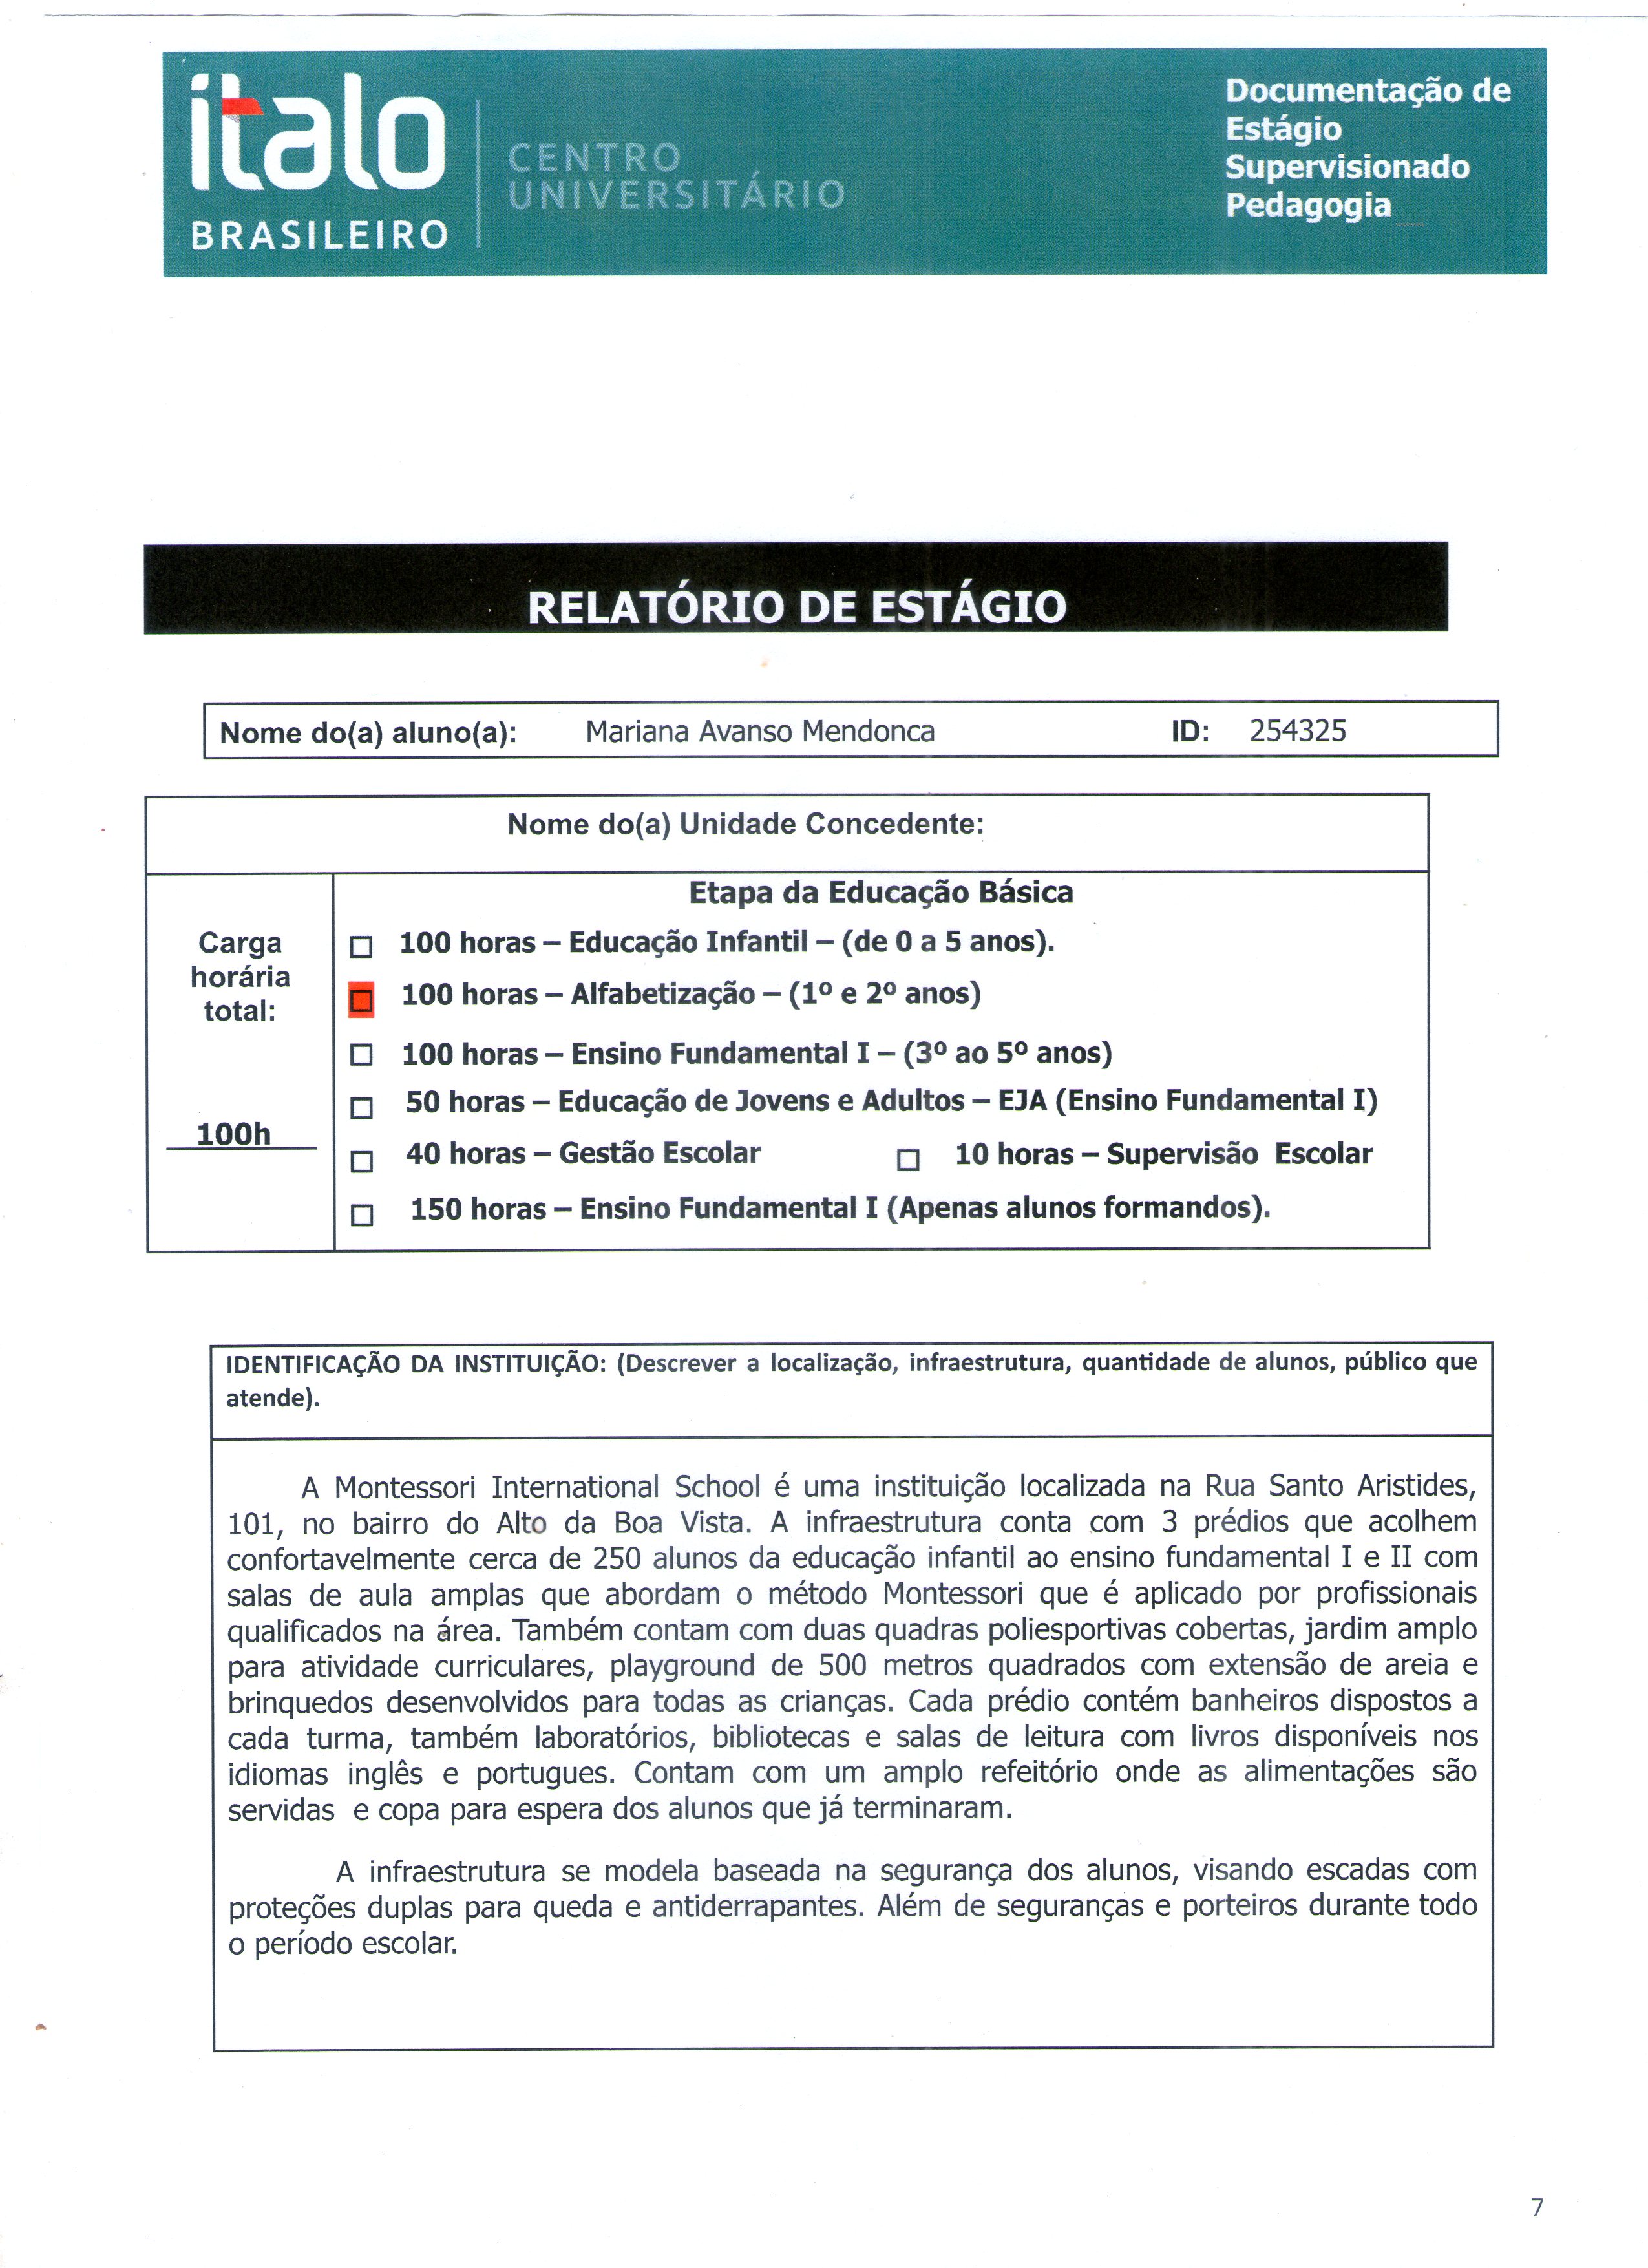 ítalo
BRASILEIRO
CENTRO
UNIVERSITÁRIO
Documentação de
Estágio
Supervisionado
Pedagogia
RELATÓRIO DE ESTÁGIO
Nome do(a) aluno(a): Mariana Avanso Mendonca ID: 254325
Nome do(a) Unidade Concedente:
Carga
horária
total:
100h
Etapa da Educação Básica
□ 100 horas – Educação Infantil – (de 0 a 5 anos).
□ 100 horas – Alfabetização – (1º e 2º anos)
□ 100 horas – Ensino Fundamental I – (3º ao 5º anos)
□ 50 horas – Educação de Jovens e Adultos – EJA (Ensino Fundamental I)
□ 40 horas – Gestão Escolar □ 10 horas – Supervisão Escolar
□ 150 horas – Ensino Fundamental I (Apenas alunos formandos).
IDENTIFICAÇÃO DA INSTITUIÇÃO: (Descrever a localização, infraestrutura, quantidade de alunos, público que
atende).
A Montessori International School é uma instituição localizada na Rua Santo Aristides,
101, no bairro do Alto da Boa Vista. A infraestrutura conta com 3 prédios que acolhem
confortavelmente cerca de 250 alunos da educação infantil ao ensino fundamental I e II com
salas de aula amplas que abordam o método Montessori que é aplicado por profissionais
qualificados na área. Também contam com duas quadras poliesportivas cobertas, jardim amplo
para atividade curriculares, playground de 500 metros quadrados com extensão de areia e
brinquedos desenvolvidos para todas as crianças. Cada prédio contém banheiros dispostos a
cada turma, também laboratórios, bibliotecas e salas de leitura com livros disponíveis nos
idiomas inglês e portugues. Contam com um amplo refeitório onde as alimentações são
servidas e copa para espera dos alunos que já terminaram.
A infraestrutura se modela baseada na segurança dos alunos, visando escadas com
proteções duplas para queda e antiderrapantes. Além de seguranças e porteiros durante todo
o período escolar.
7